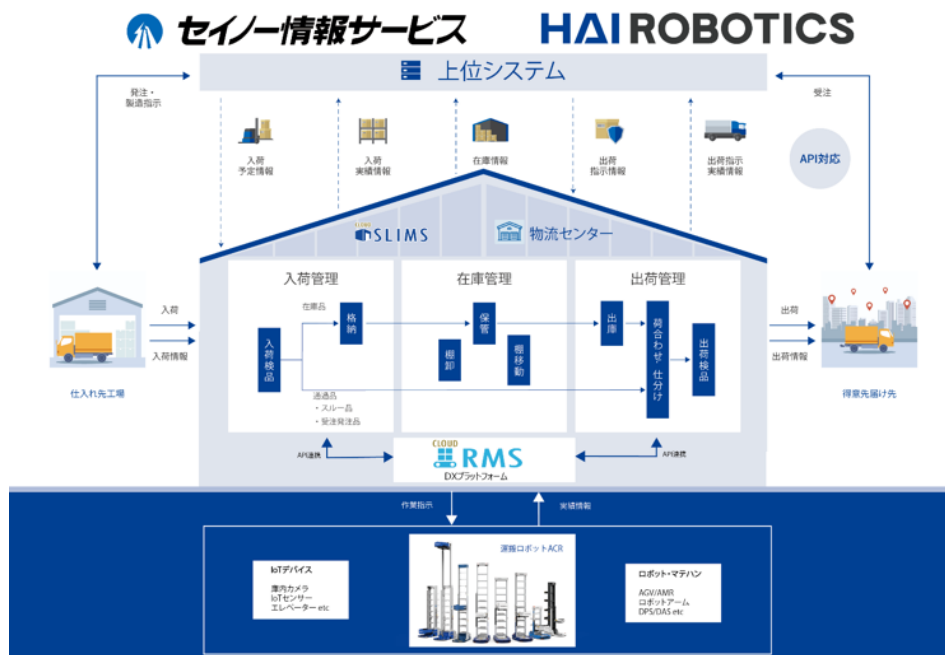 セイノー情報サービス
HAI ROBOTICS
上位システム
発注・
製造指示
受注
入荷
予定情報
入荷
実績情報
在庫情報
出荷
指示情報
出荷指示
実績情報
API対応
CLOUD
SLIMS
物流センター
入荷管理
在庫管理
出荷管理
在庫品
入荷検品
格納
保管
棚卸
棚移動
出庫
荷合わせ・仕分け
出荷検品
通過品
・スルー品
・受注発注品
入荷
入荷情報
仕入れ先工場
出荷
出荷情報
得意先届け先
API連携
CLOUD
RMS
DXプラットフォーム
API連携
作業指示
実績情報
IoTデバイス
庫内カメラ
IoTセンサー
エレベーター etc
運搬ロボットACR
ロボット・マテハン
AGV/AMR
ロボットアーム
DPS/DAS etc